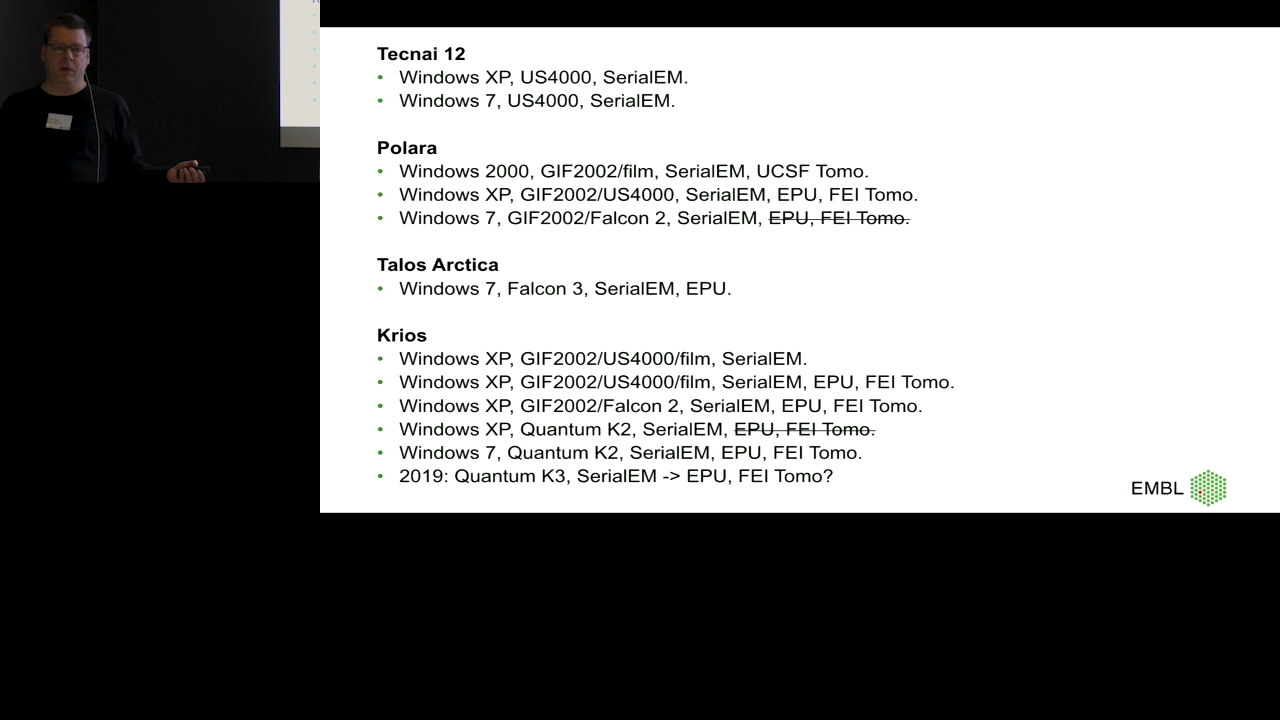 Tecnai 12
• Windows XP, US4000, SerialEM.
• Windows 7, US4000, SerialEM.
Polara
• Windows 2000, GIF2002/film, SerialEM, UCSF Tomo.
• Windows XP, GIF2002/US4000, SerialEM, EPU, FEI Tomo.
• Windows 7, GIF2002/Falcon 2, SerialEM, EPU, FEI Tomo.
Talos Arctica
• Windows 7, Falcon 3, SerialEM, EPU.
Krios
• Windows XP, GIF2002/US4000/film, SerialEM.
• Windows XP, GIF2002/US4000/film, SerialEM, EPU, FEI Tomo.
• Windows XP, GIF2002/Falcon 2, SerialEM, EPU, FEI Tomo.
• Windows XP, Quantum K2, SerialEM, EPU, FEI Tomo.
• Windows 7, Quantum K2, SerialEM, EPU, FEI Tomo.
• 2019: Quantum K3, SerialEM -> EPU, FEI Tomo?
EMBL